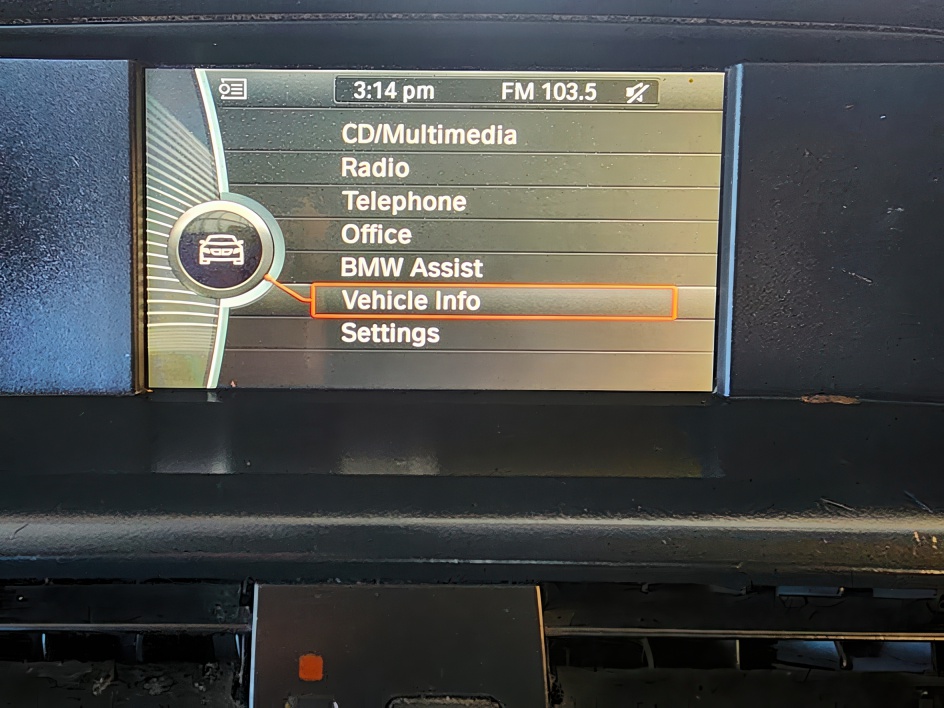 3:14 pm FM 103.5
CD/Multimedia
Radio
Telephone
Office
BMW Assist
Vehicle Info
Settings